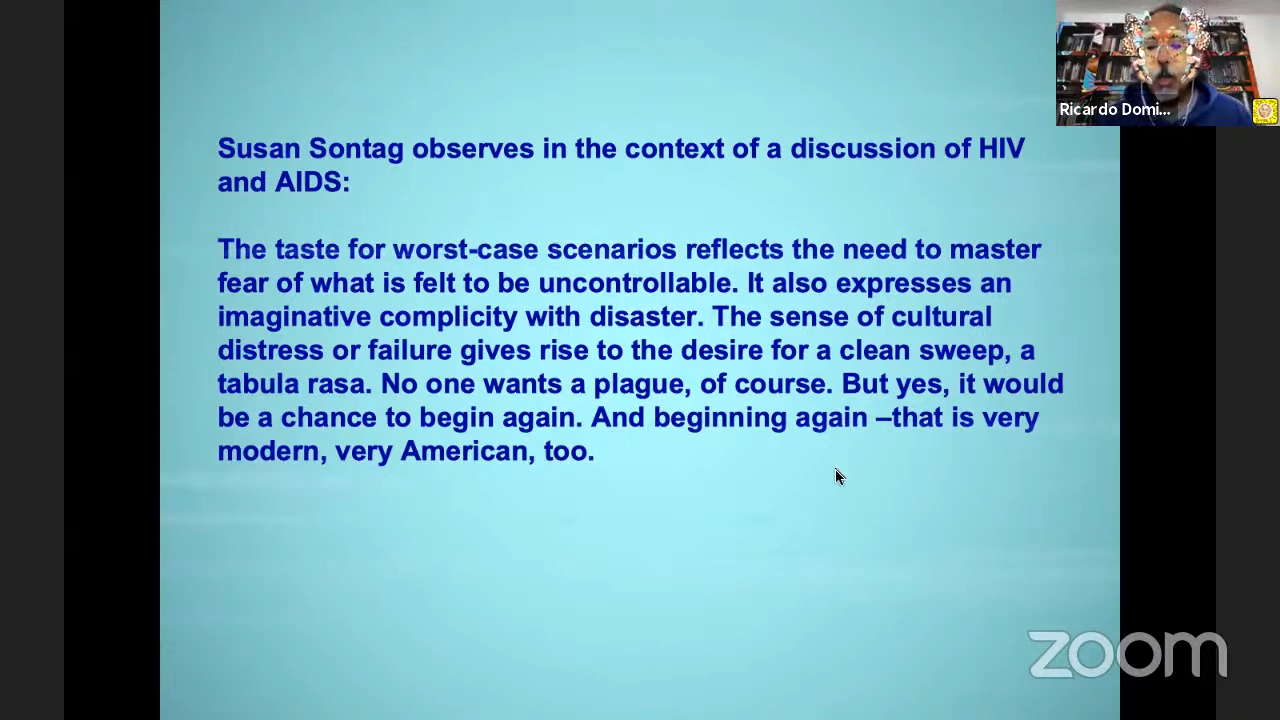 Susan Sontag observes in the context of a discussion of HIV
and AIDS:
The taste for worst-case scenarios reflects the need to master
fear of what is felt to be uncontrollable. It also expresses an
imaginative complicity with disaster. The sense of cultural
distress or failure gives rise to the desire for a clean sweep, a
tabula rasa. No one wants a plague, of course. But yes, it would
be a chance to begin again. And beginning again –that is very
modern, very American, too.
Ricardo Domi...
zoom